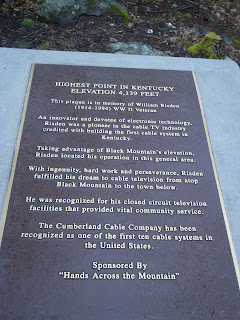 HIGHEST POINT IN KENTUCKY
ELEVATION 4,139 FEET
This plaque is in memory of William Risden
(1914-1994) WW II Veteran
An innovator and devotee of electronic technology,
Risden was a pioneer in the cable TV industry
credited with building the first cable system in
Kentucky.
Taking advantage of Black Mountain's elevation,
Risden located his operation in this general area.
With ingenuity, hard work and perseverance, Risden
fulfilled his dream to cable television from atop
Black Mountain to the town below.
He was recognized for his closed circuit television
facilities that provided vital community service.
The Cumberland Cable Company has been
recognized as one of the first ten cable systems in
the United States.
Sponsored By
"Hands Across the Mountain"